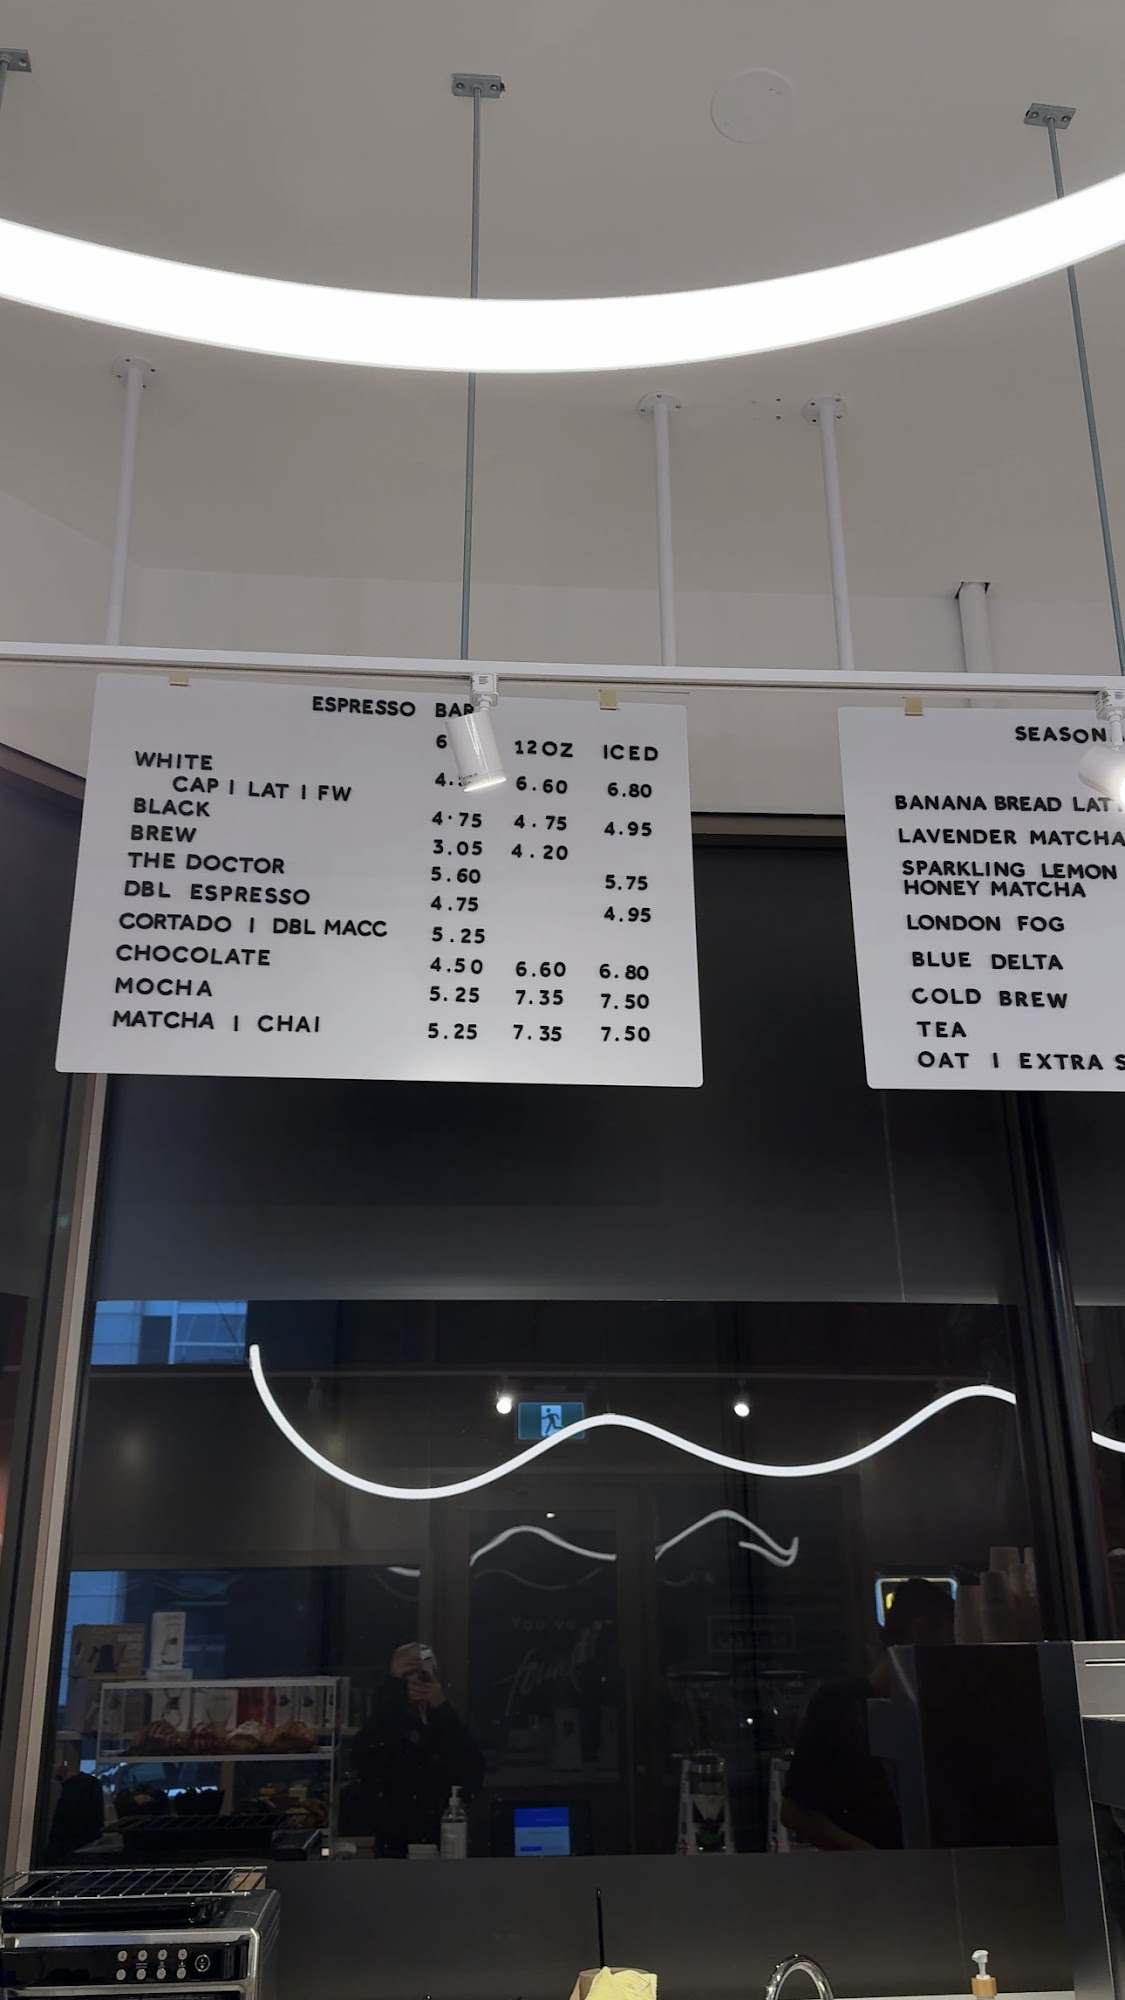 ESPRESSO BAR
12OZ ICED
WHITE
CAP | LAT | FW 6.60 6.80
BLACK 4.75 4.75 4.95
BREW 3.05 4.20
THE DOCTOR 5.60 5.75
DBL ESPRESSO 4.75 4.95
CORTADO | DBL MACC 5.25
CHOCOLATE 4.50 6.60 6.80
MOCHA 5.25 7.35 7.50
MATCHA | CHAI 5.25 7.35 7.50
SEASON
BANANA BREAD LAT
LAVENDER MATCHA
SPARKLING LEMON
HONEY MATCHA
LONDON FOG
BLUE DELTA
COLD BREW
TEA
OAT | EXTRA S